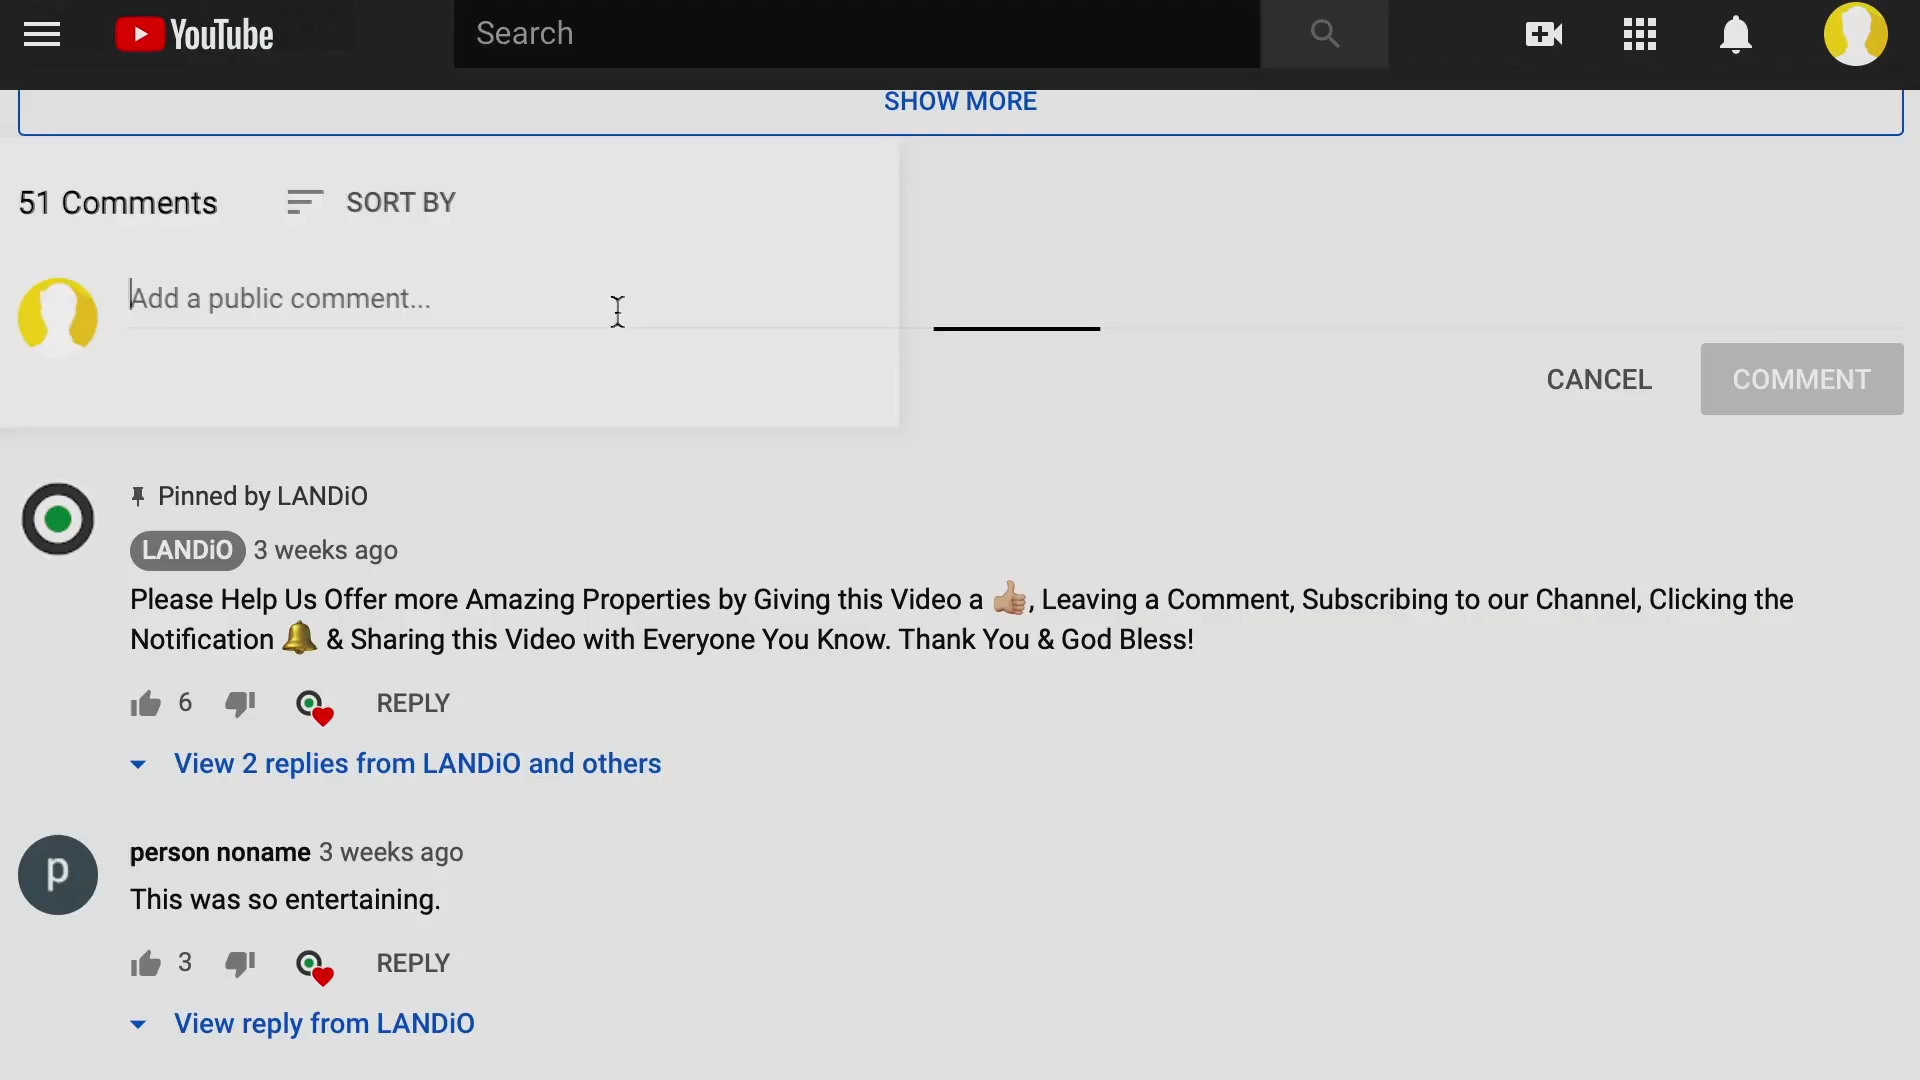 YouTube
Search
SHOW MORE
51 Comments
SORT BY
Add a public comment...
CANCEL
COMMENT
Pinned by LANDiO
LANDiO 3 weeks ago
Please Help Us Offer more Amazing Properties by Giving this Video a 👍🏼, Leaving a Comment, Subscribing to our Channel, Clicking the
Notification 🔔 & Sharing this Video with Everyone You Know. Thank You & God Bless!
6
REPLY
View 2 replies from LANDiO and others
p
person noname 3 weeks ago
This was so entertaining.
3
REPLY
View reply from LANDiO